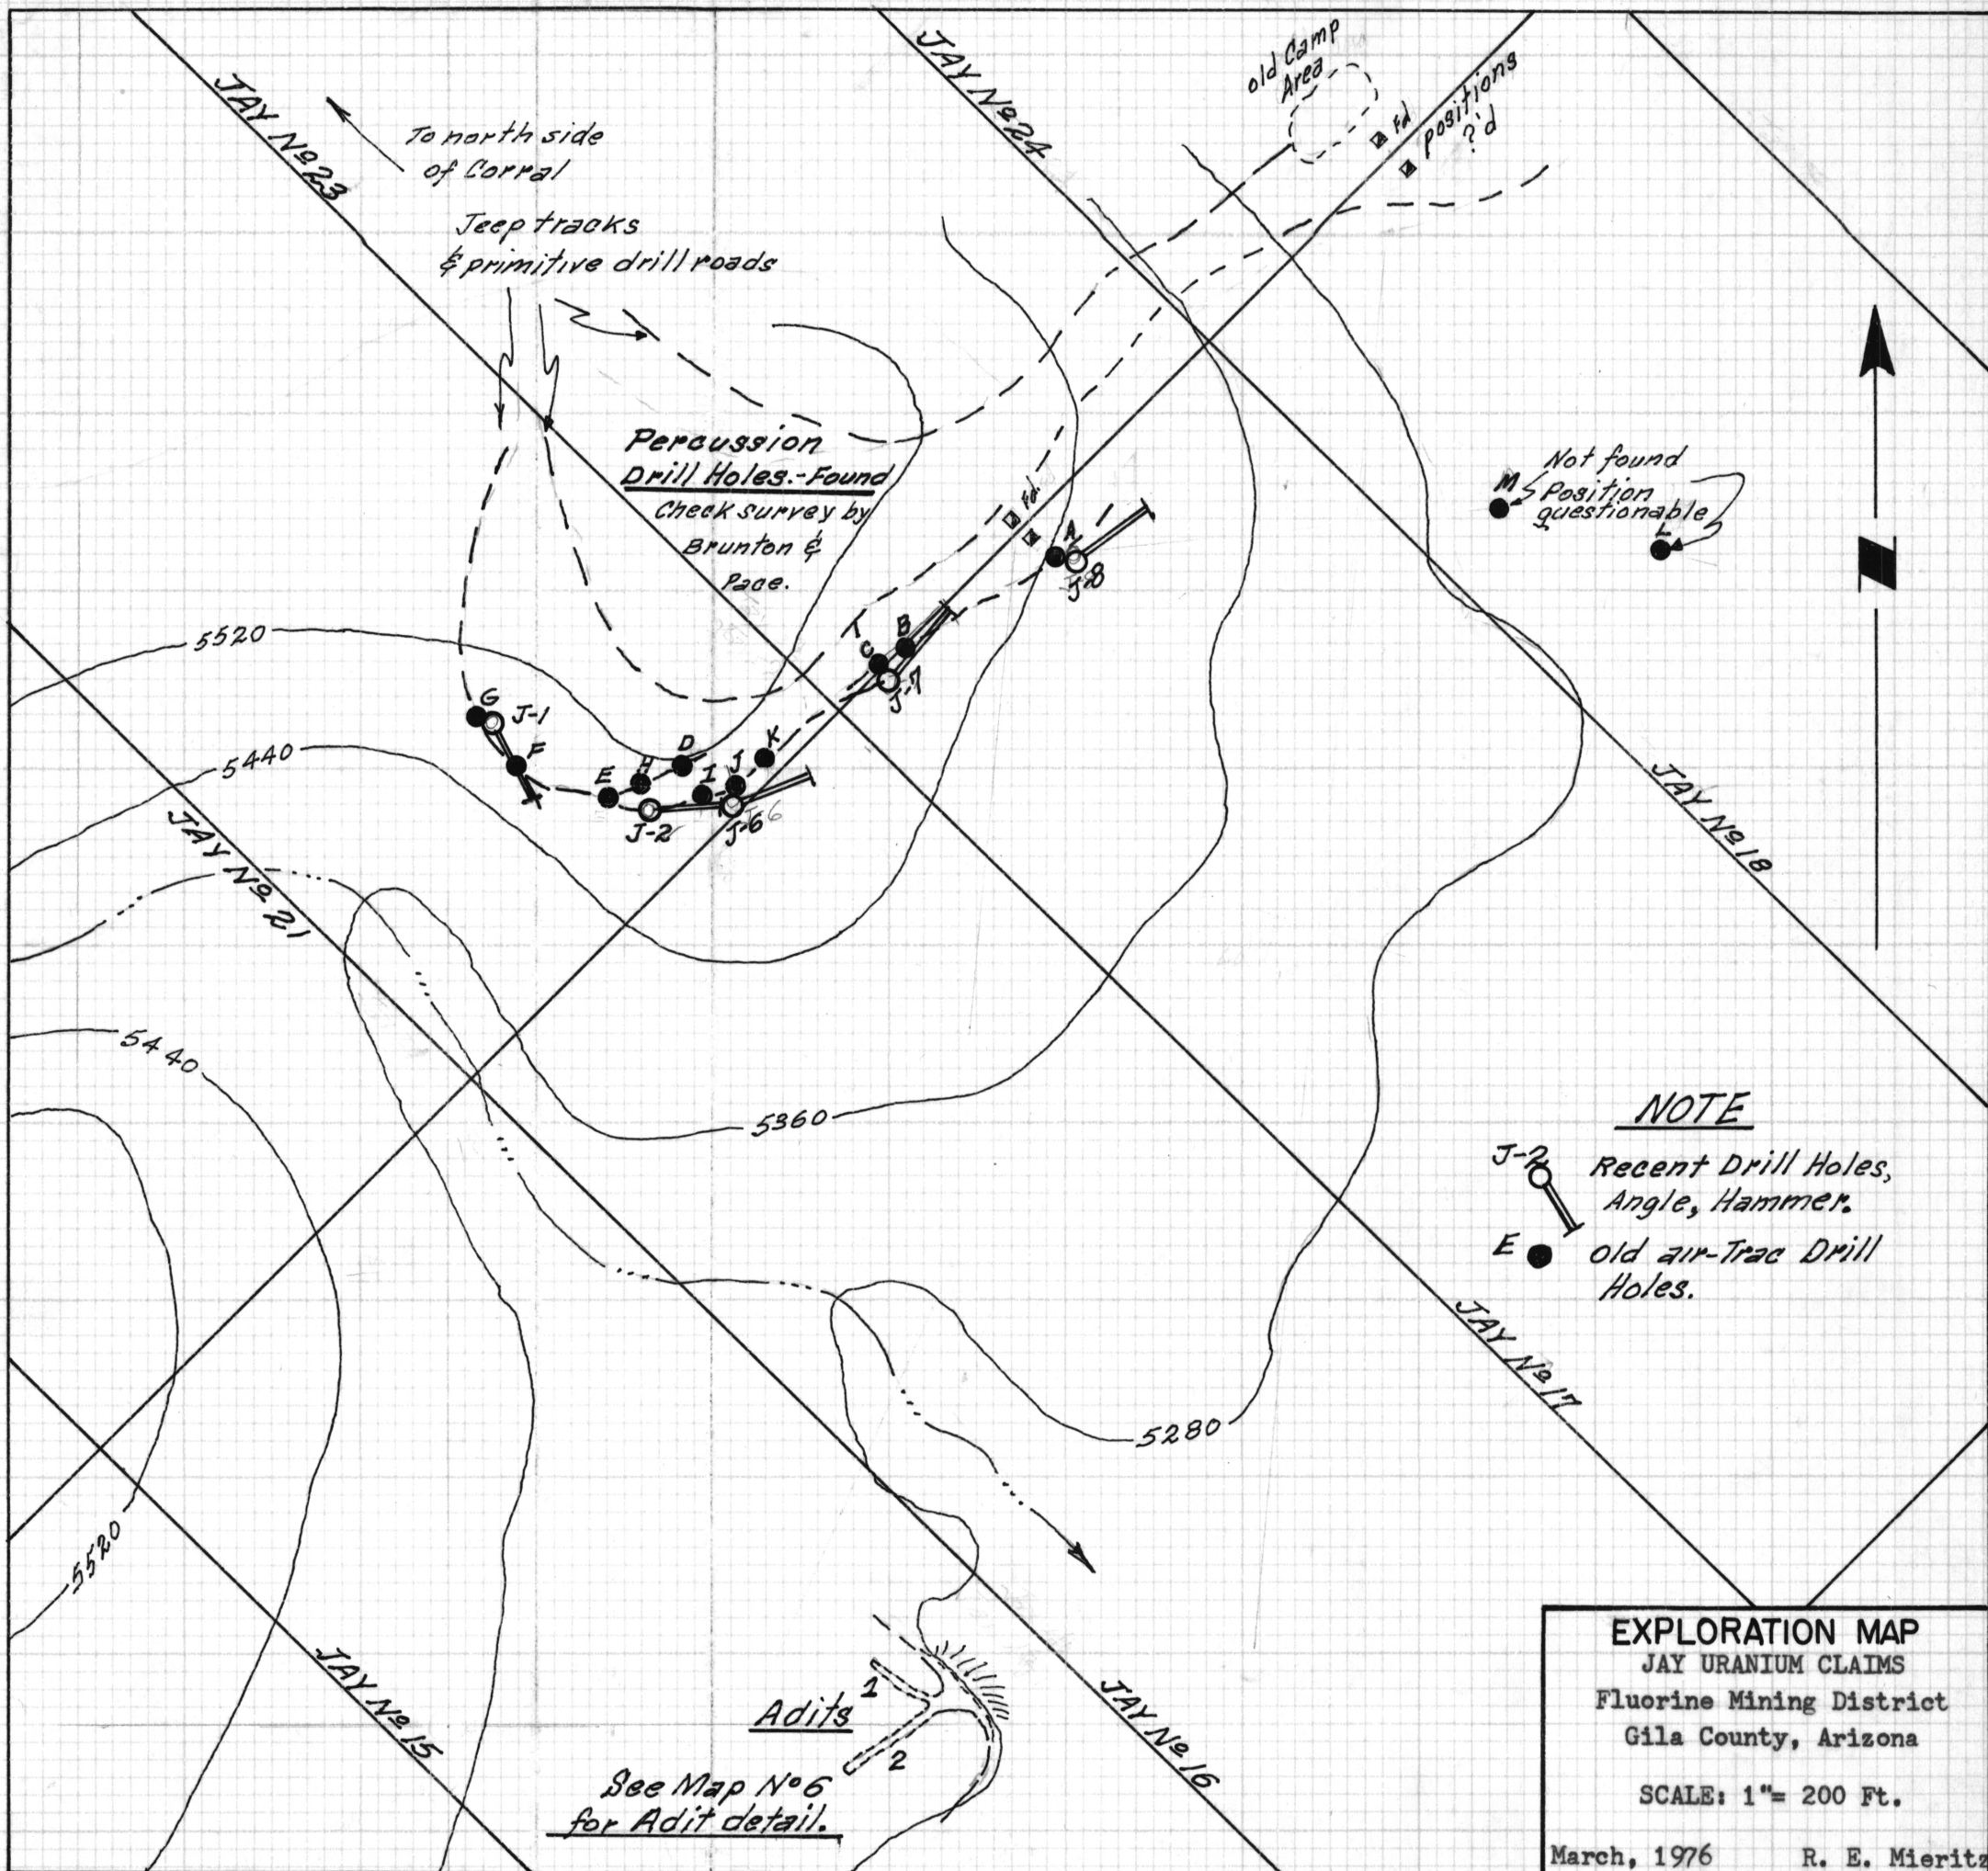 JAY Nº 23
To north side
of Corral
Jeep tracks
& primitive drill roads
JAY Nº 24
old Camp
Area
Fd
positions
?'d
Percussion
Drill Holes.-Found
Check survey by
Brunton &
Pace.
Fd.
A
J-8
Not found
M
Position
questionable
L
N
B
C
J-7
5520
G
J-1
F
5440
E
H
D
I
J
K
J-2
J-6
JAY Nº 18
JAY Nº 21
5440
5360
NOTE
J-2
Recent Drill Holes,
Angle, Hammer.
E
Old air-Trac Drill
Holes.
JAY Nº 17
5280
5520
JAY Nº 15
Adits
1
2
See Map Nº 6
for Adit detail.
JAY Nº 16
EXPLORATION MAP
JAY URANIUM CLAIMS
Fluorine Mining District
Gila County, Arizona
SCALE: 1"= 200 Ft.
March, 1976 R. E. Mieritz